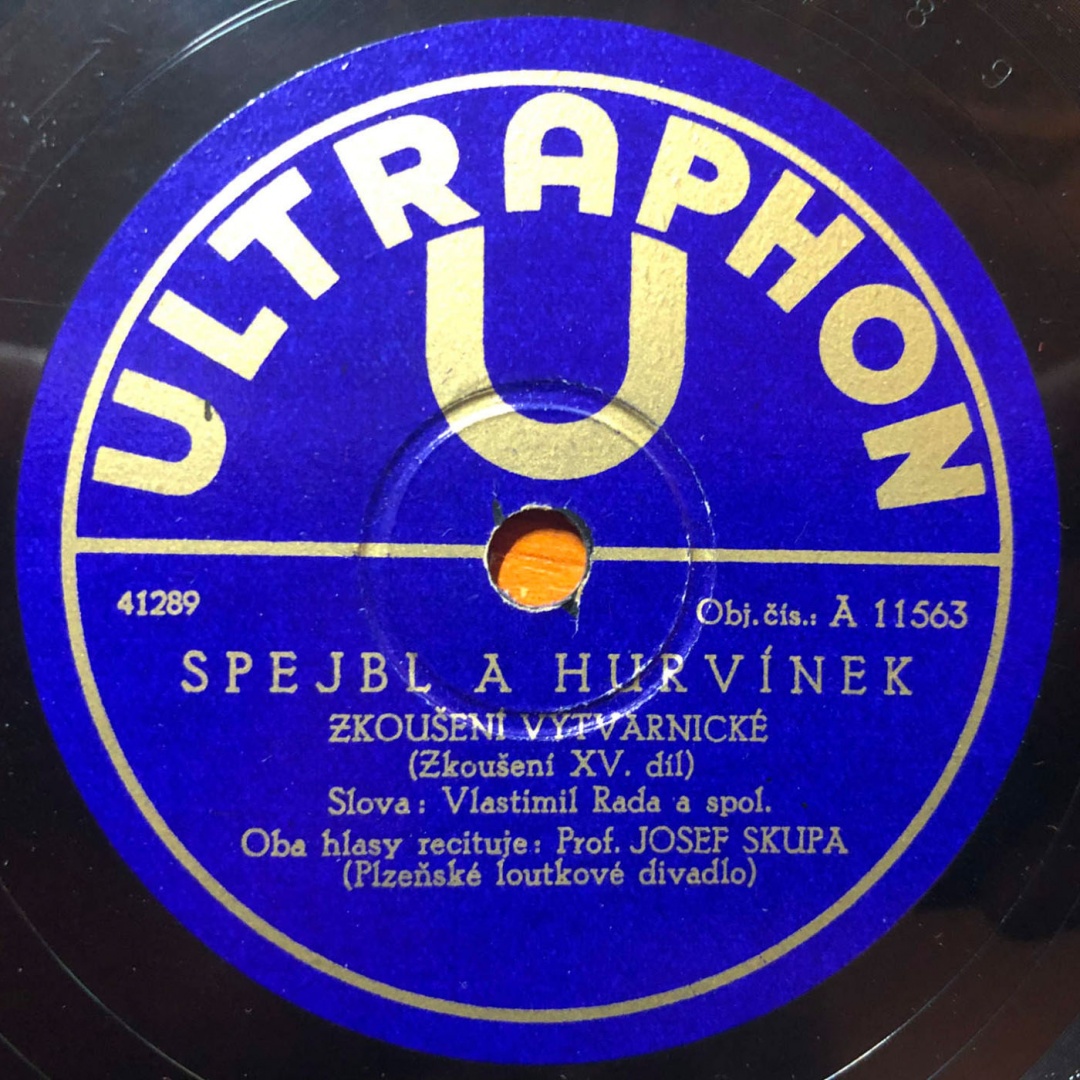 ULTRAPHON
U
41289
Obj. čís.: A 11563
SPEJBL A HURVÍNEK
ZKOUŠENÍ VÝTVARNICKÉ
(Zkoušení XV. díl)
Slova: Vlastimil Rada a spol.
Oba hlasy recituje: Prof. JOSEF SKUPA
(Plzeňské loutkové divadlo)